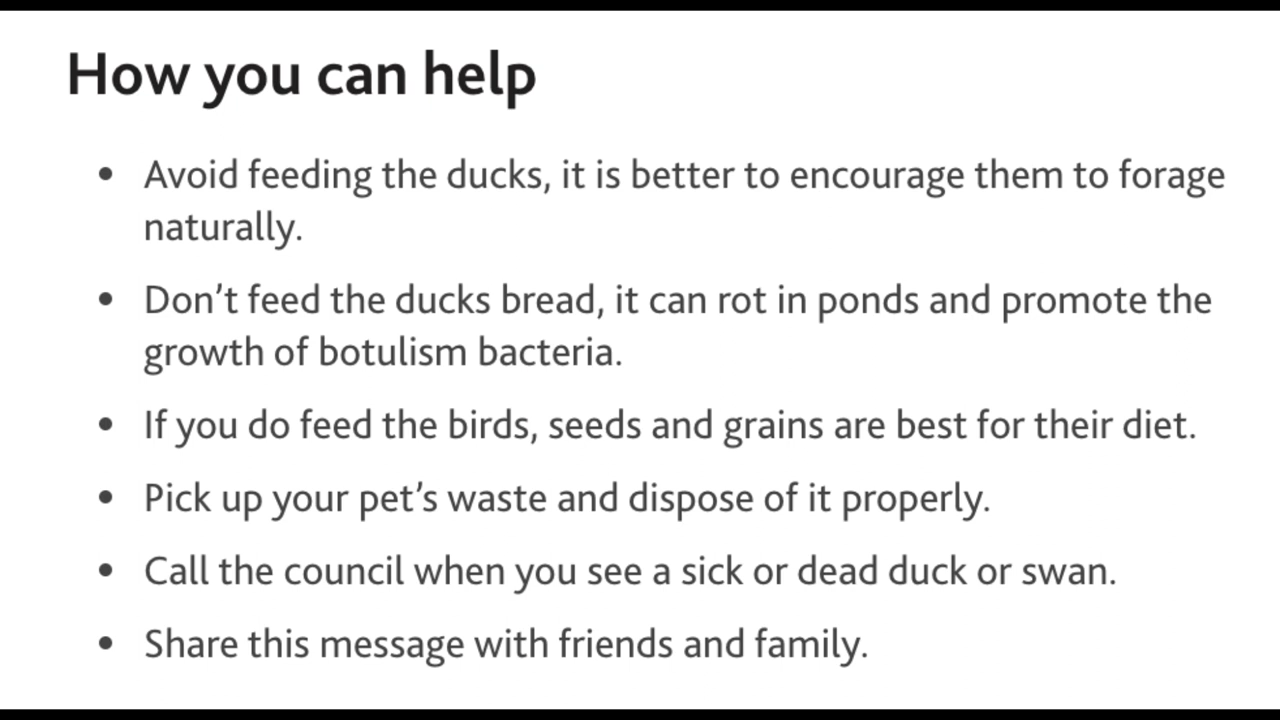 How you can help
• Avoid feeding the ducks, it is better to encourage them to forage
naturally.
• Don’t feed the ducks bread, it can rot in ponds and promote the
growth of botulism bacteria.
• If you do feed the birds, seeds and grains are best for their diet.
• Pick up your pet’s waste and dispose of it properly.
• Call the council when you see a sick or dead duck or swan.
• Share this message with friends and family.